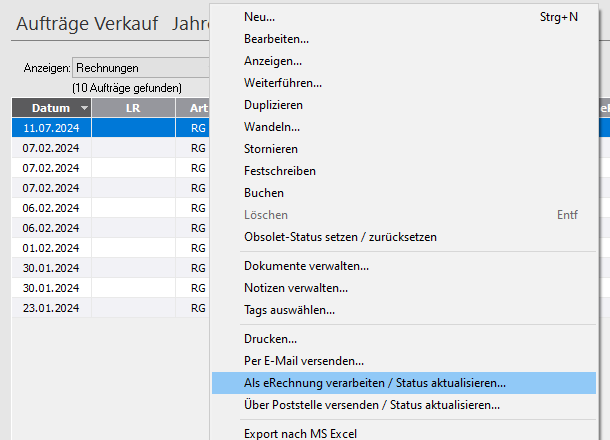 Aufträge Verkauf Jahre
Anzeigen: Rechnungen
(10 Aufträge gefunden)
Datum LR Art
11.07.2024 RG
07.02.2024 RG
07.02.2024 RG
07.02.2024 RG
06.02.2024 RG
06.02.2024 RG
01.02.2024 RG
30.01.2024 RG
30.01.2024 RG
23.01.2024 RG
Neu... Strg+N
Bearbeiten...
Anzeigen...
Weiterführen...
Duplizieren
Wandeln...
Stornieren
Festschreiben
Buchen
Löschen Entf
Obsolet-Status setzen / zurücksetzen
Dokumente verwalten...
Notizen verwalten...
Tags auswählen...
Drucken...
Per E-Mail versenden...
Als eRechnung verarbeiten / Status aktualisieren...
Über Poststelle versenden / Status aktualisieren...
Export nach MS Excel